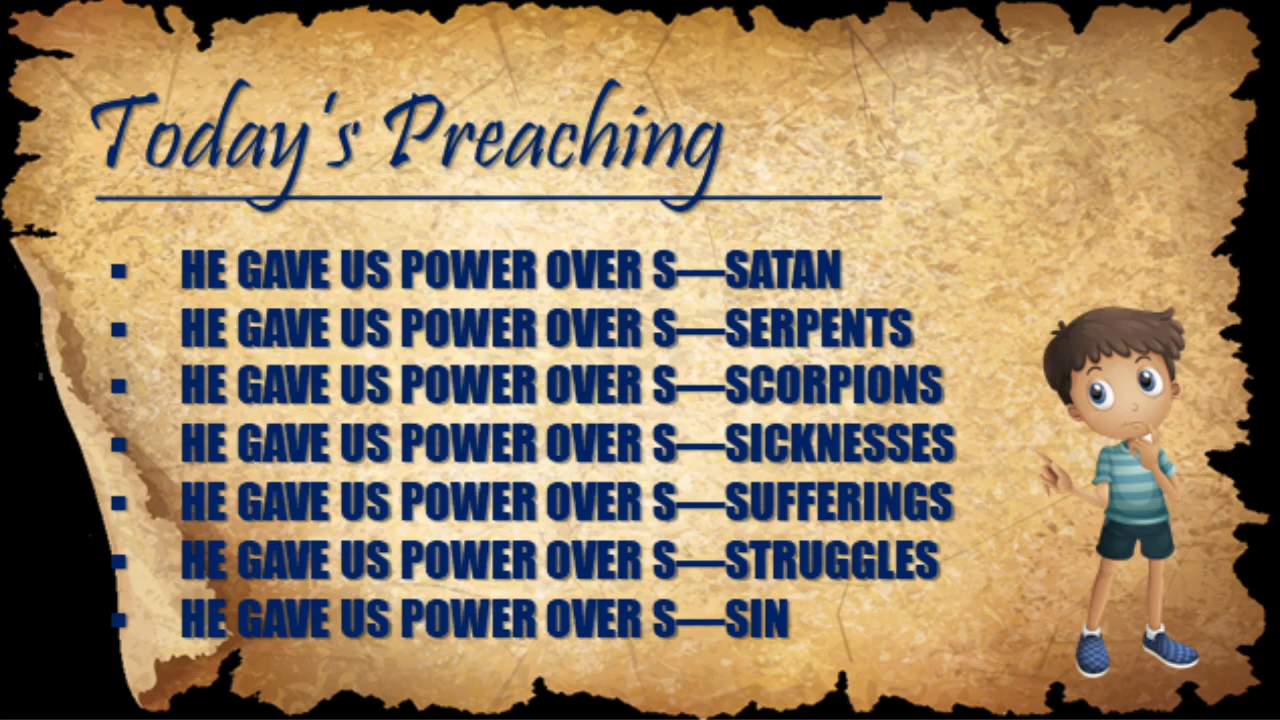 Today's Preaching
▪ HE GAVE US POWER OVER S—SATAN
▪ HE GAVE US POWER OVER S—SERPENTS
▪ HE GAVE US POWER OVER S—SCORPIONS
▪ HE GAVE US POWER OVER S—SICKNESSES
▪ HE GAVE US POWER OVER S—SUFFERINGS
▪ HE GAVE US POWER OVER S—STRUGGLES
▪ HE GAVE US POWER OVER S—SIN